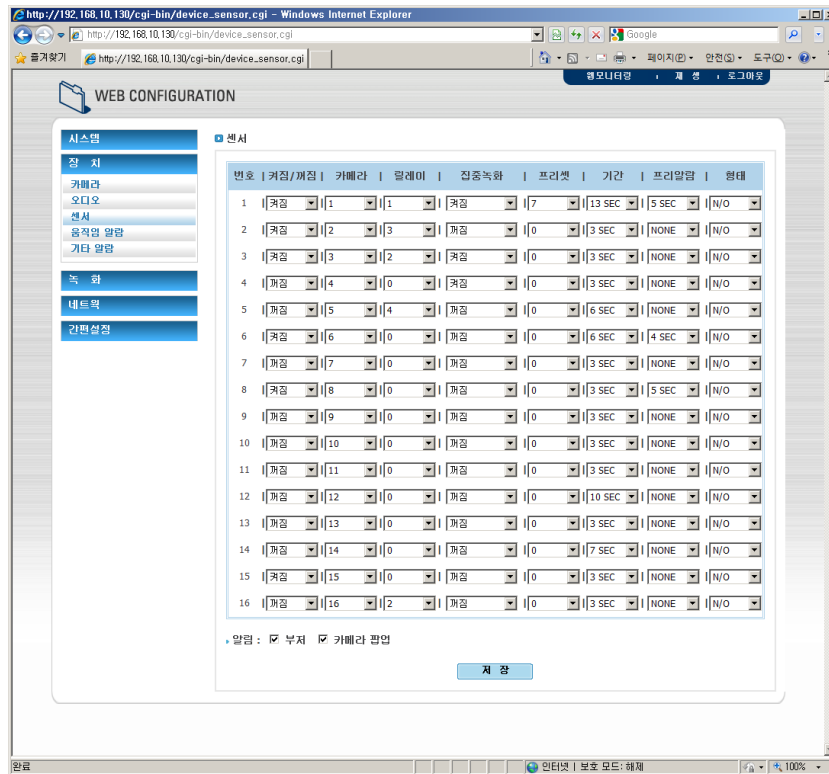 http://192.168.10.130/cgi-bin/device_sensor.cgi - Windows Internet Explorer
http://192.168.10.130/cgi-bin/device_sensor.cgi
Google
즐겨찾기 http://192.168.10.130/cgi-bin/device_sensor.cgi 페이지(P) 안전(S) 도구(O)
웹모니터링 | 재 생 | 로그아웃
WEB CONFIGURATION
시스템
장 치
카메라
오디오
센서
움직임 알람
기타 알람
녹 화
네트웍
간편설정
센서
번호 | 켜짐/꺼짐 | 카메라 | 릴레이 | 집중녹화 | 프리셋 | 기간 | 프리알람 | 형태
1 | 켜짐 | 1 | 1 | 켜짐 | 7 | 13 SEC | 5 SEC | N/O
2 | 켜짐 | 2 | 3 | 꺼짐 | 0 | 3 SEC | NONE | N/O
3 | 켜짐 | 3 | 2 | 켜짐 | 0 | 3 SEC | NONE | N/O
4 | 꺼짐 | 4 | 0 | 켜짐 | 0 | 3 SEC | NONE | N/O
5 | 꺼짐 | 5 | 4 | 꺼짐 | 0 | 6 SEC | NONE | N/O
6 | 켜짐 | 6 | 0 | 꺼짐 | 0 | 6 SEC | 4 SEC | N/O
7 | 꺼짐 | 7 | 0 | 꺼짐 | 0 | 3 SEC | NONE | N/O
8 | 켜짐 | 8 | 0 | 꺼짐 | 0 | 3 SEC | 5 SEC | N/O
9 | 꺼짐 | 9 | 0 | 꺼짐 | 0 | 3 SEC | NONE | N/O
10 | 꺼짐 | 10 | 0 | 꺼짐 | 0 | 3 SEC | NONE | N/O
11 | 꺼짐 | 11 | 0 | 꺼짐 | 0 | 3 SEC | NONE | N/O
12 | 꺼짐 | 12 | 0 | 꺼짐 | 0 | 10 SEC | NONE | N/O
13 | 꺼짐 | 13 | 0 | 꺼짐 | 0 | 3 SEC | NONE | N/O
14 | 꺼짐 | 14 | 0 | 꺼짐 | 0 | 7 SEC | NONE | N/O
15 | 켜짐 | 15 | 0 | 꺼짐 | 0 | 3 SEC | NONE | N/O
16 | 꺼짐 | 16 | 2 | 꺼짐 | 0 | 3 SEC | NONE | N/O
알림 : 부저 카메라 팝업
저 장
완료 인터넷 | 보호 모드: 해제 100%